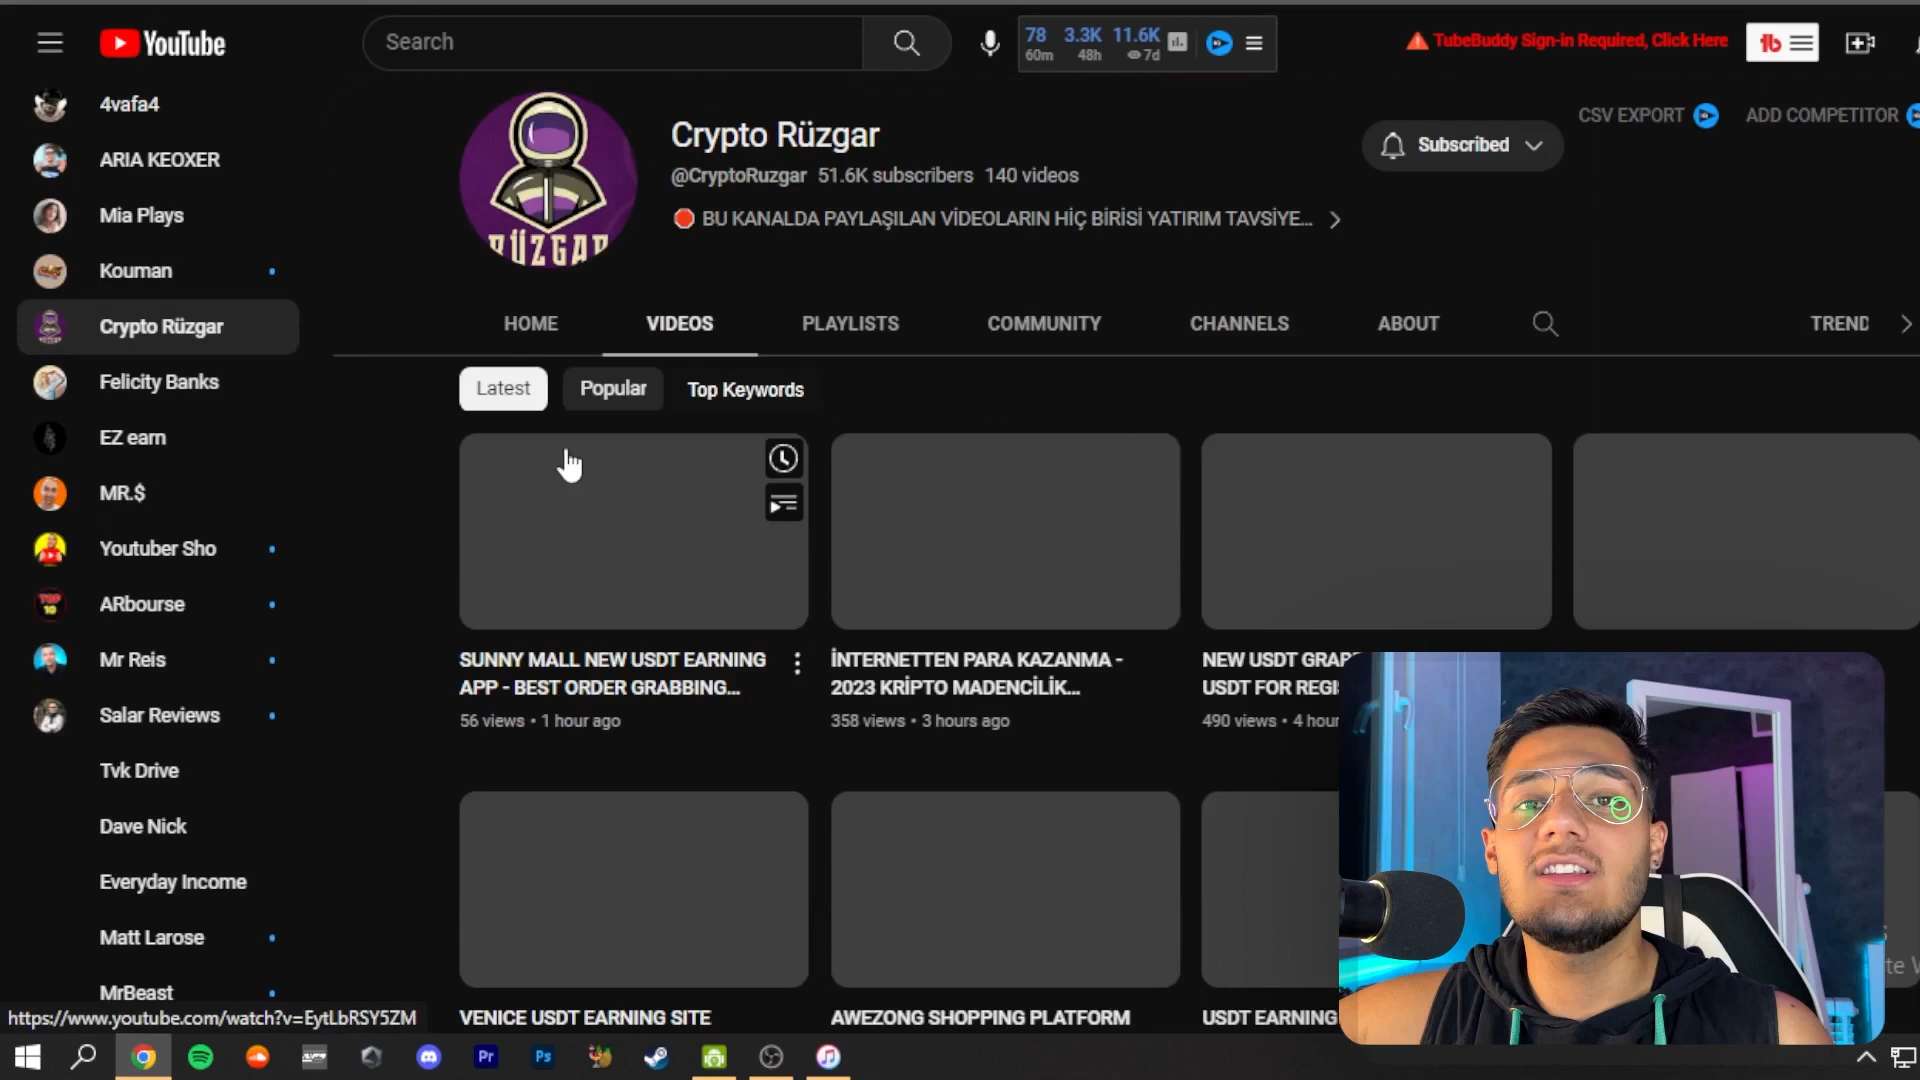 YouTube
Search
78 3.3K 11.6K
60m 48h 7d
TubeBuddy Sign-in Required, Click Here
tb
4vafa4
ARIA KEOXER
Mia Plays
Kouman
Crypto Rüzgar
Felicity Banks
EZ earn
MR.$
Youtuber Sho
ARbourse
Mr Reis
Salar Reviews
Tvk Drive
Dave Nick
Everyday Income
Matt Larose
MrBeast
https://www.youtube.com/watch?v=EytLbRSY5ZM
RÜZGAR
Crypto Rüzgar
@CryptoRuzgar 51.6K subscribers 140 videos
BU KANALDA PAYLAŞILAN VİDEOLARIN HİÇ BİRİSİ YATIRIM TAVSİYE...
Subscribed
CSV EXPORT
ADD COMPETITOR
HOME VIDEOS PLAYLISTS COMMUNITY CHANNELS ABOUT TREND
Latest Popular Top Keywords
SUNNY MALL NEW USDT EARNING
APP - BEST ORDER GRABBING...
56 views • 1 hour ago
İNTERNETTEN PARA KAZANMA -
2023 KRİPTO MADENCİLİK...
358 views • 3 hours ago
NEW USDT GRAB
USDT FOR REGI
490 views • 4 hour
VENICE USDT EARNING SITE
AWEZONG SHOPPING PLATFORM
USDT EARNING
TOP
10
Pr
Ps